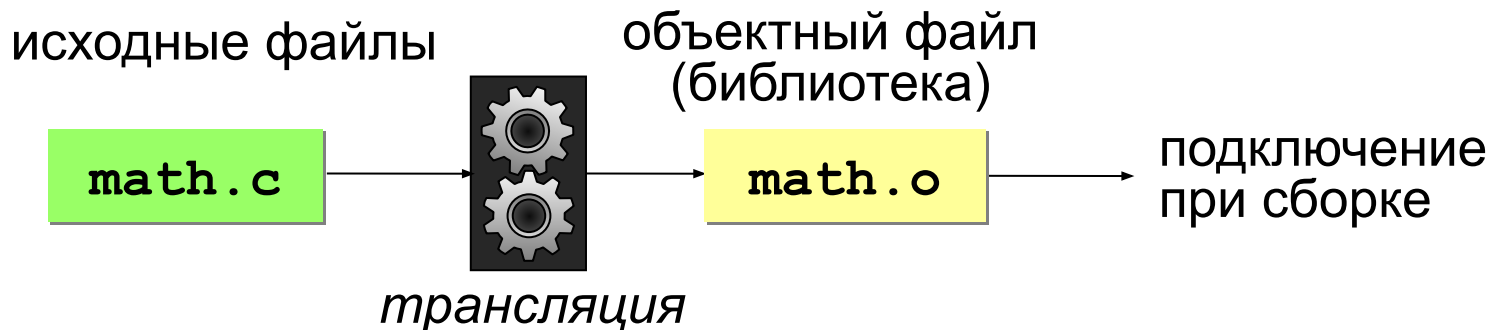 исходные файлы
объектный файл
(библиотека)
math.c
math.o
подключение
при сборке
трансляция